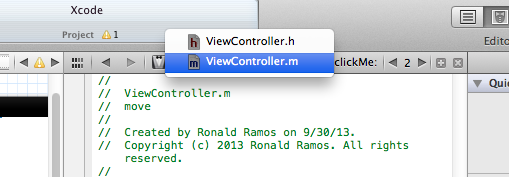 Xcode
Project 1
ViewController.h
ViewController.m
clickMe: 2
Edito
Quic
//
// ViewController.m
// move
//
// Created by Ronald Ramos on 9/30/13.
// Copyright (c) 2013 Ronald Ramos. All rights
reserved.
//